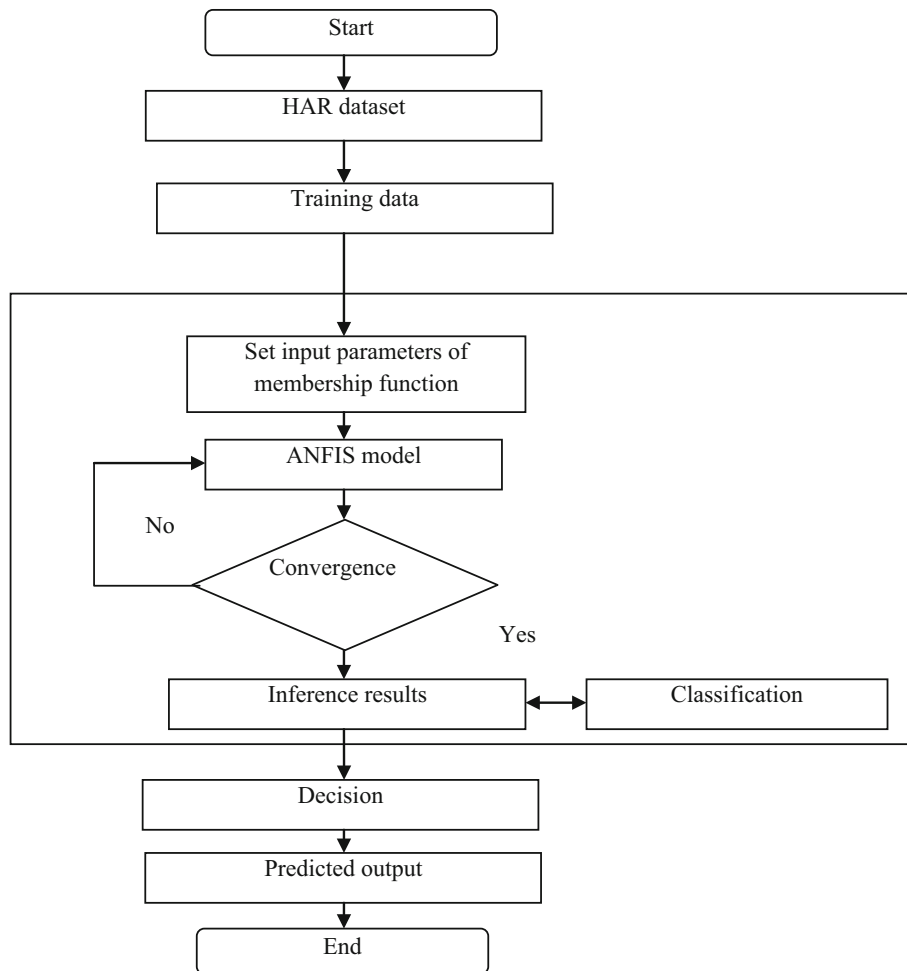 Start
HAR dataset
Training data
Set input parameters of
membership function
ANFIS model
No
Convergence
Yes
Inference results
Classification
Decision
Predicted output
End